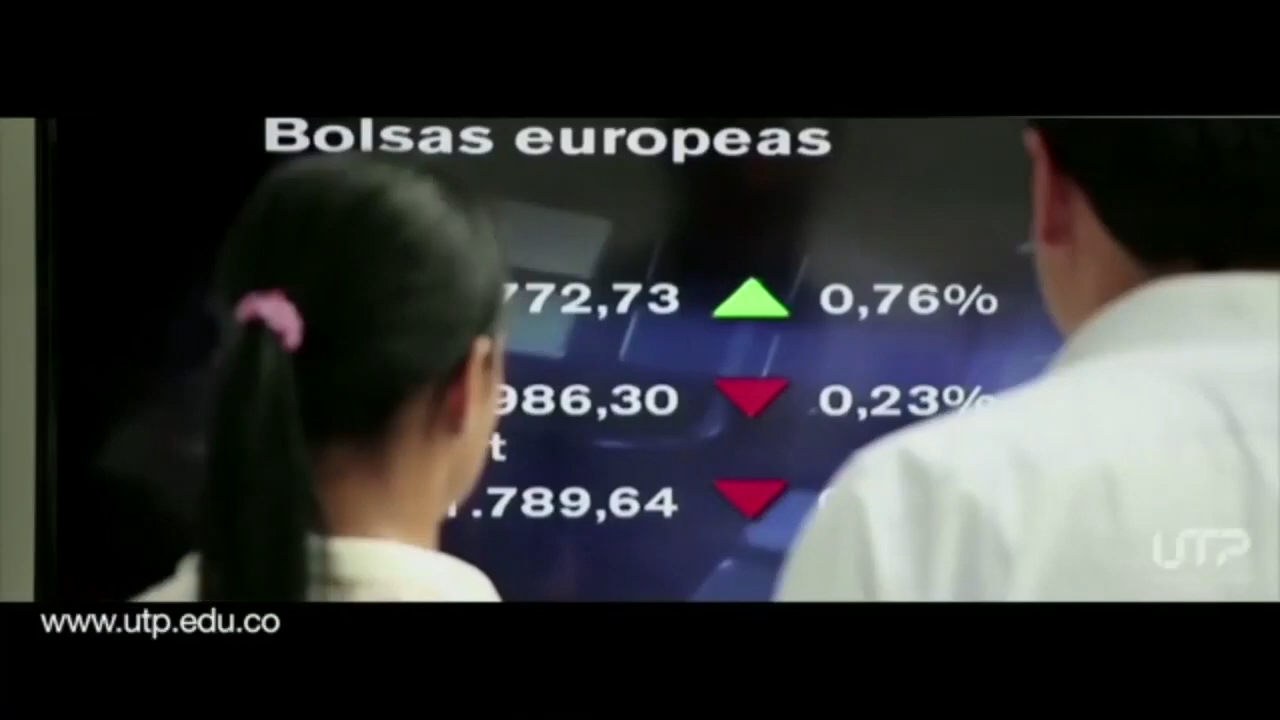 Bolsas europeas
772,73 0,76%
986,30 0,23%
t
.789,64
UTP
www.utp.edu.co